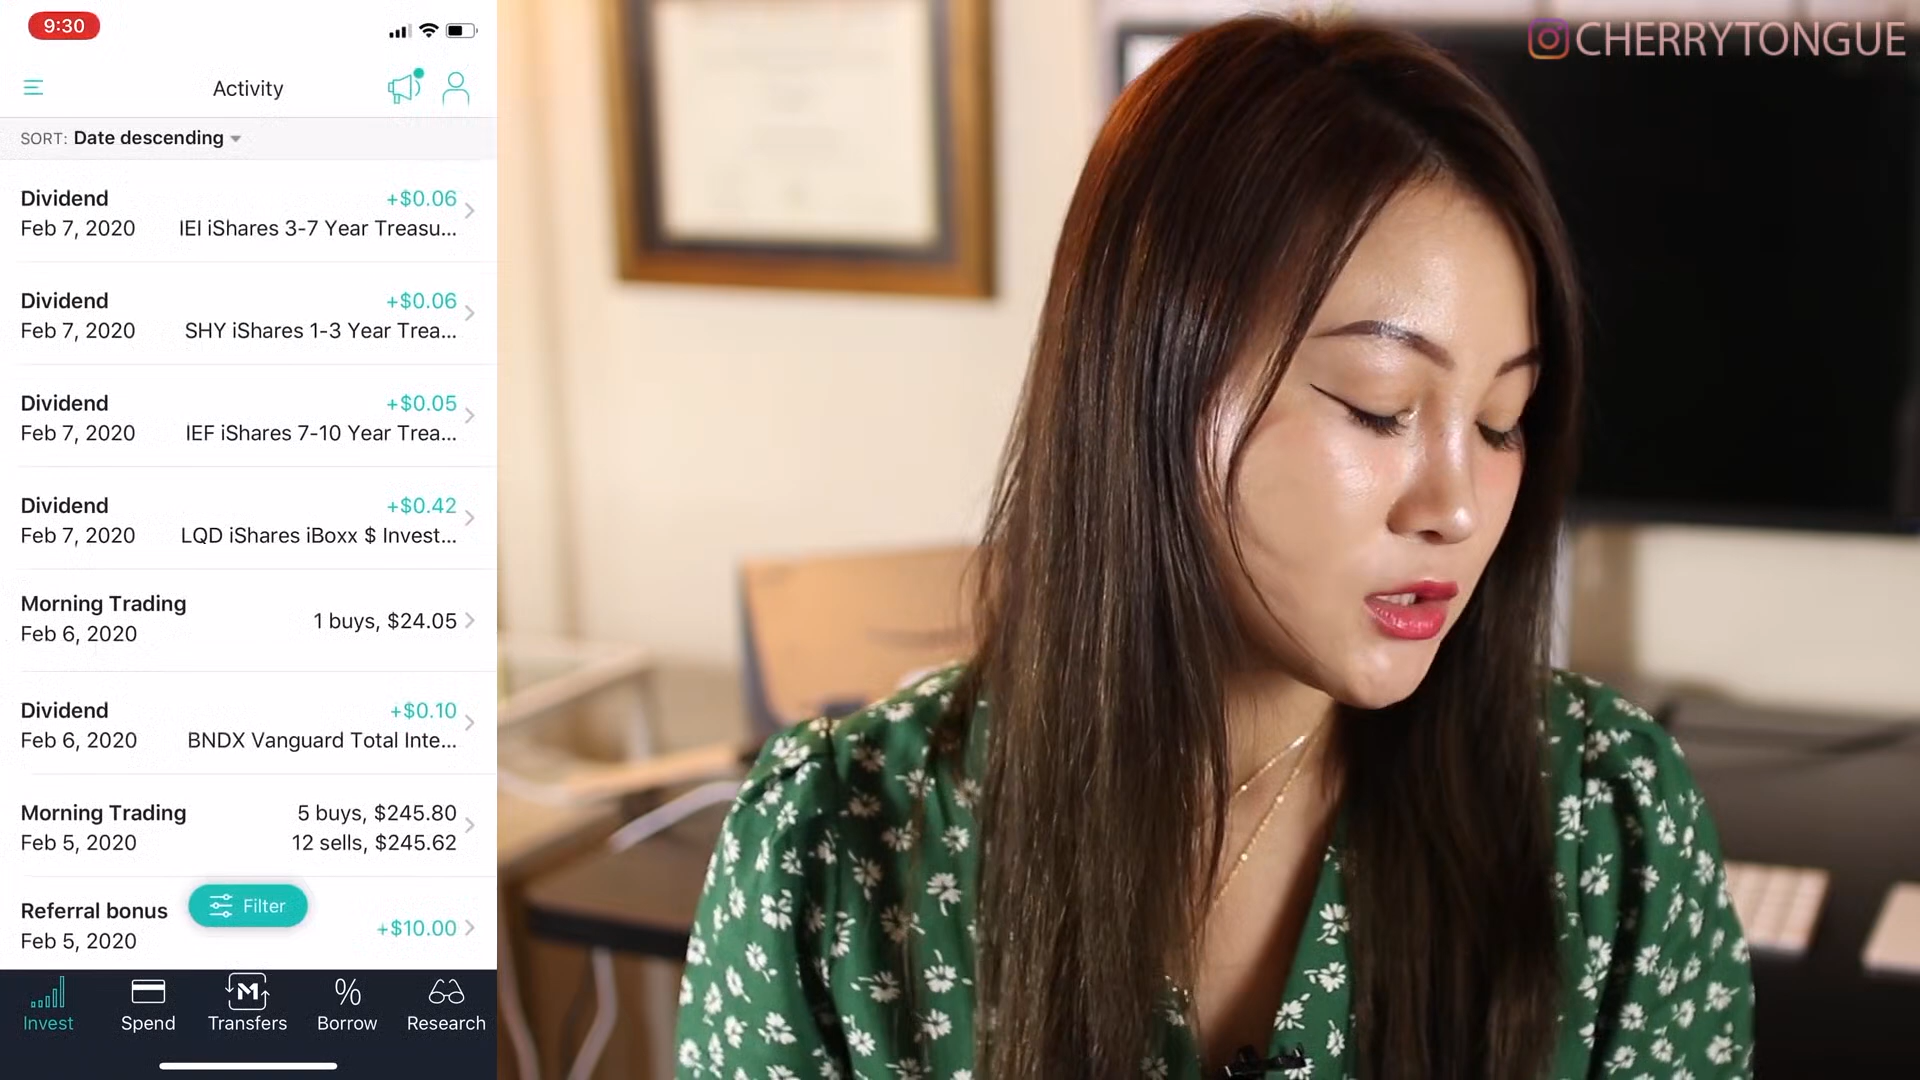 9:30
Activity
SORT: Date descending
Dividend +$0.06
Feb 7, 2020 IEI iShares 3-7 Year Treasu...
Dividend +$0.06
Feb 7, 2020 SHY iShares 1-3 Year Trea...
Dividend +$0.05
Feb 7, 2020 IEF iShares 7-10 Year Trea...
Dividend +$0.42
Feb 7, 2020 LQD iShares iBoxx $ Invest...
Morning Trading
1 buys, $24.05
Feb 6, 2020
Dividend +$0.10
Feb 6, 2020 BNDX Vanguard Total Inte...
Morning Trading 5 buys, $245.80
Feb 5, 2020 12 sells, $245.62
Referral bonus
+$10.00
Feb 5, 2020
Filter
M
Invest Spend Transfers Borrow Research
CHERRYTONGUE